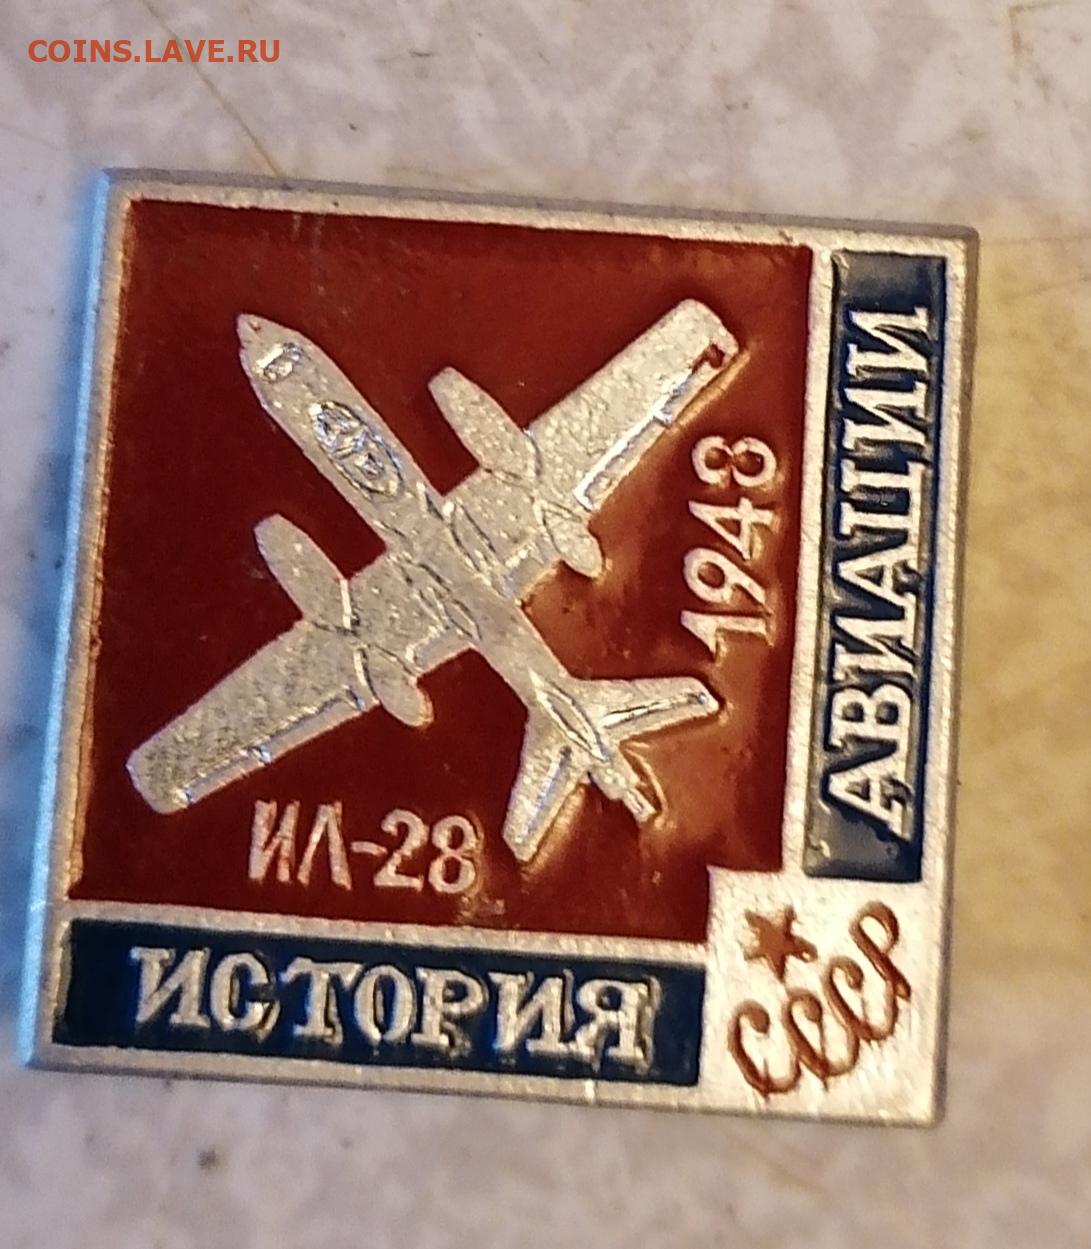 COINS.LAVE.RU
1948
ИЛ-28
ИСТОРИЯ
АВИАЦИИ
СССР